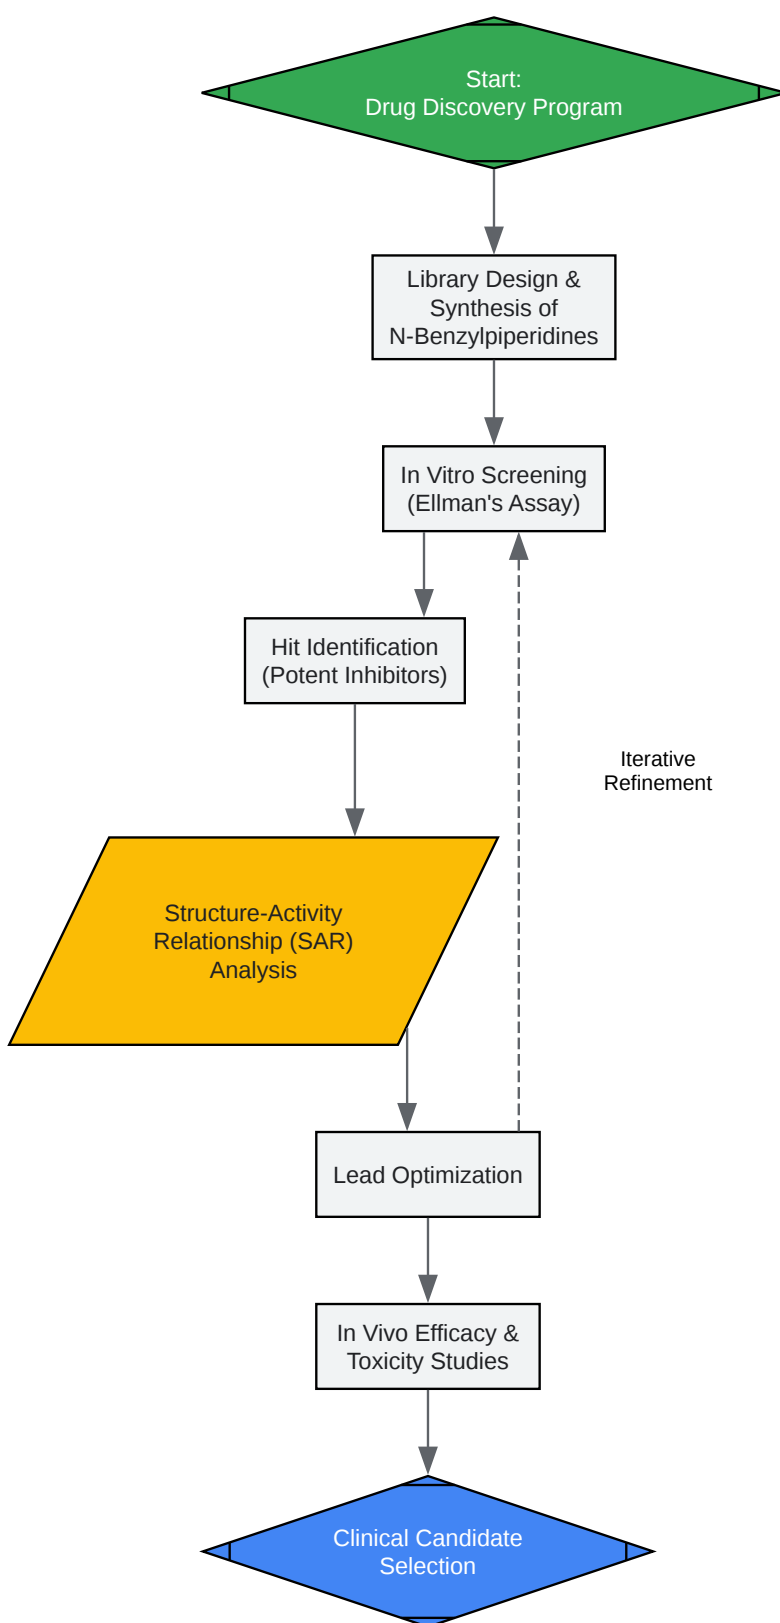 Start:
Drug Discovery Program
Library Design &
Synthesis of
N-Benzylpiperidines
In Vitro Screening
(Ellman's Assay)
Hit Identification
(Potent Inhibitors)
Iterative
Refinement
Structure-Activity
Relationship (SAR)
Analysis
Lead Optimization
In Vivo Efficacy &
Toxicity Studies
Clinical Candidate
Selection